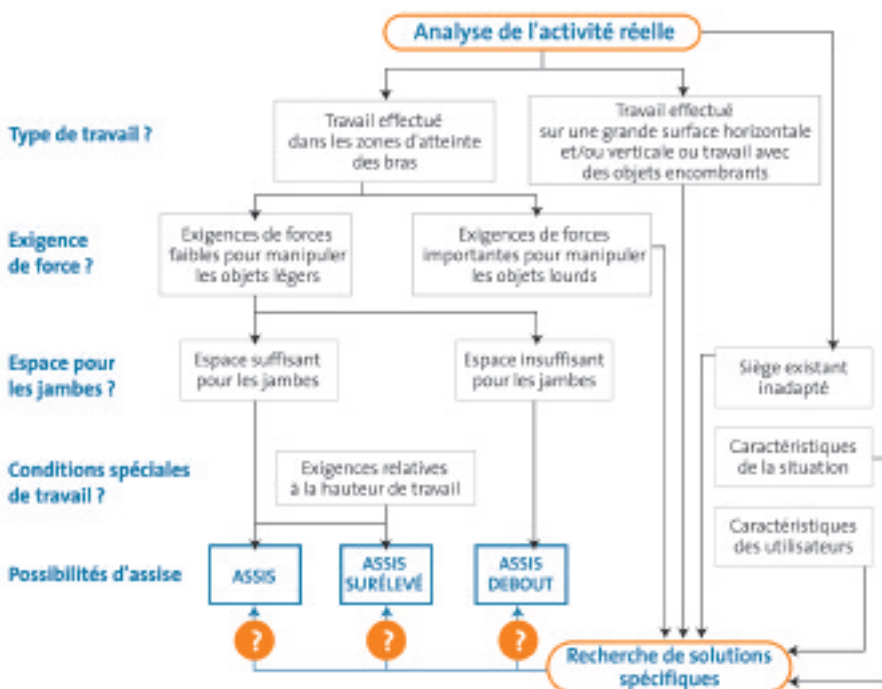 Analyse de l'activité réelle
Type de travail ?
Travail effectué
dans les zones d'atteinte
des bras
Travail effectué
sur une grande surface horizontale
et/ou verticale ou travail avec
des objets encombrants
Exigence
de force ?
Exigences de forces
faibles pour manipuler
les objets légers
Exigences de forces
importantes pour manipuler
les objets lourds
Espace pour
les jambes ?
Espace suffisant
pour les jambes
Espace insuffisant
pour les jambes
Siège existant
inadapté
Conditions spéciales
de travail ?
Exigences relatives
à la hauteur de travail
Caractéristiques
de la situation
Caractéristiques
des utilisateurs
Possibilités d'assise
ASSIS
ASSIS
SURÉLEVÉ
ASSIS
DEBOUT
?
?
?
Recherche de solutions
spécifiques